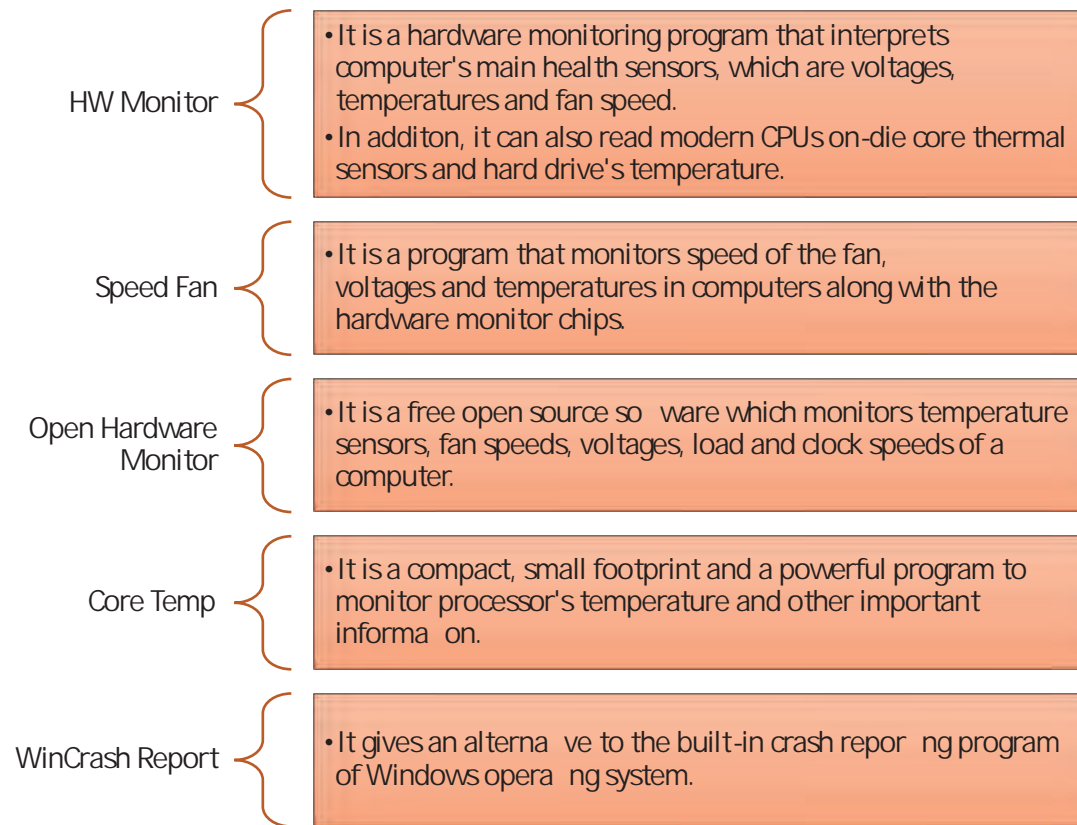 HW Monitor
• It is a hardware monitoring program that interprets
computer's main health sensors, which are voltages,
temperatures and fan speed.
• In additon, it can also read modern CPUs on-die core thermal
sensors and hard drive's temperature.
Speed Fan
• It is a program that monitors speed of the fan,
voltages and temperatures in computers along with the
hardware monitor chips.
Open Hardware
Monitor
• It is a free open source so ware which monitors temperature
sensors, fan speeds, voltages, load and clock speeds of a
computer.
Core Temp
• It is a compact, small footprint and a powerful program to
monitor processor's temperature and other important
informa on.
WinCrash Report
• It gives an alterna ve to the built-in crash repor ng program
of Windows opera ng system.